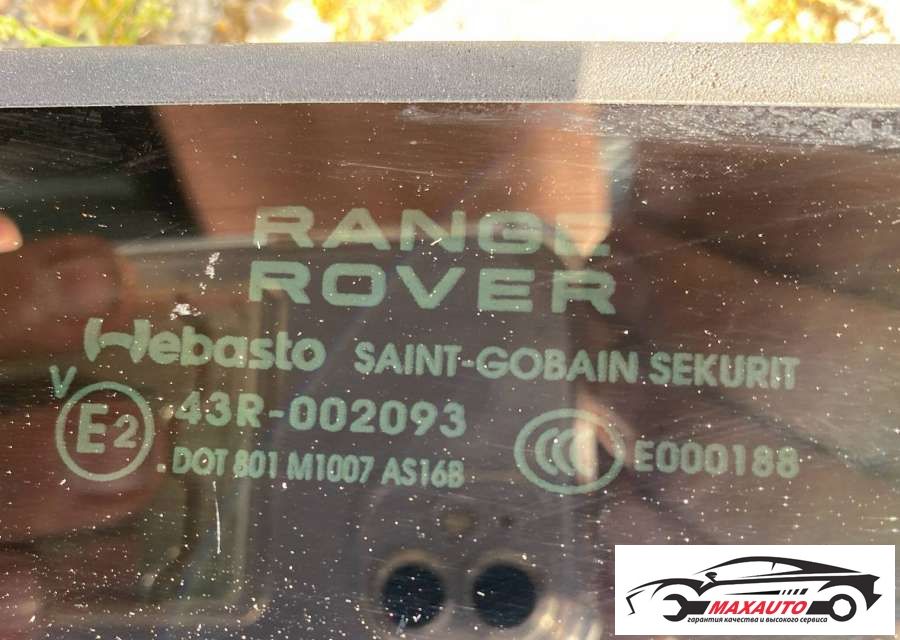 RANGE
ROVER
Webasto SAINT-GOBAIN SEKURIT
V
E2 43R-002093
.DOT 801 M1007 AS16B
CCC E000188
MAXAUTO
гарантия качества и высокого сервиса